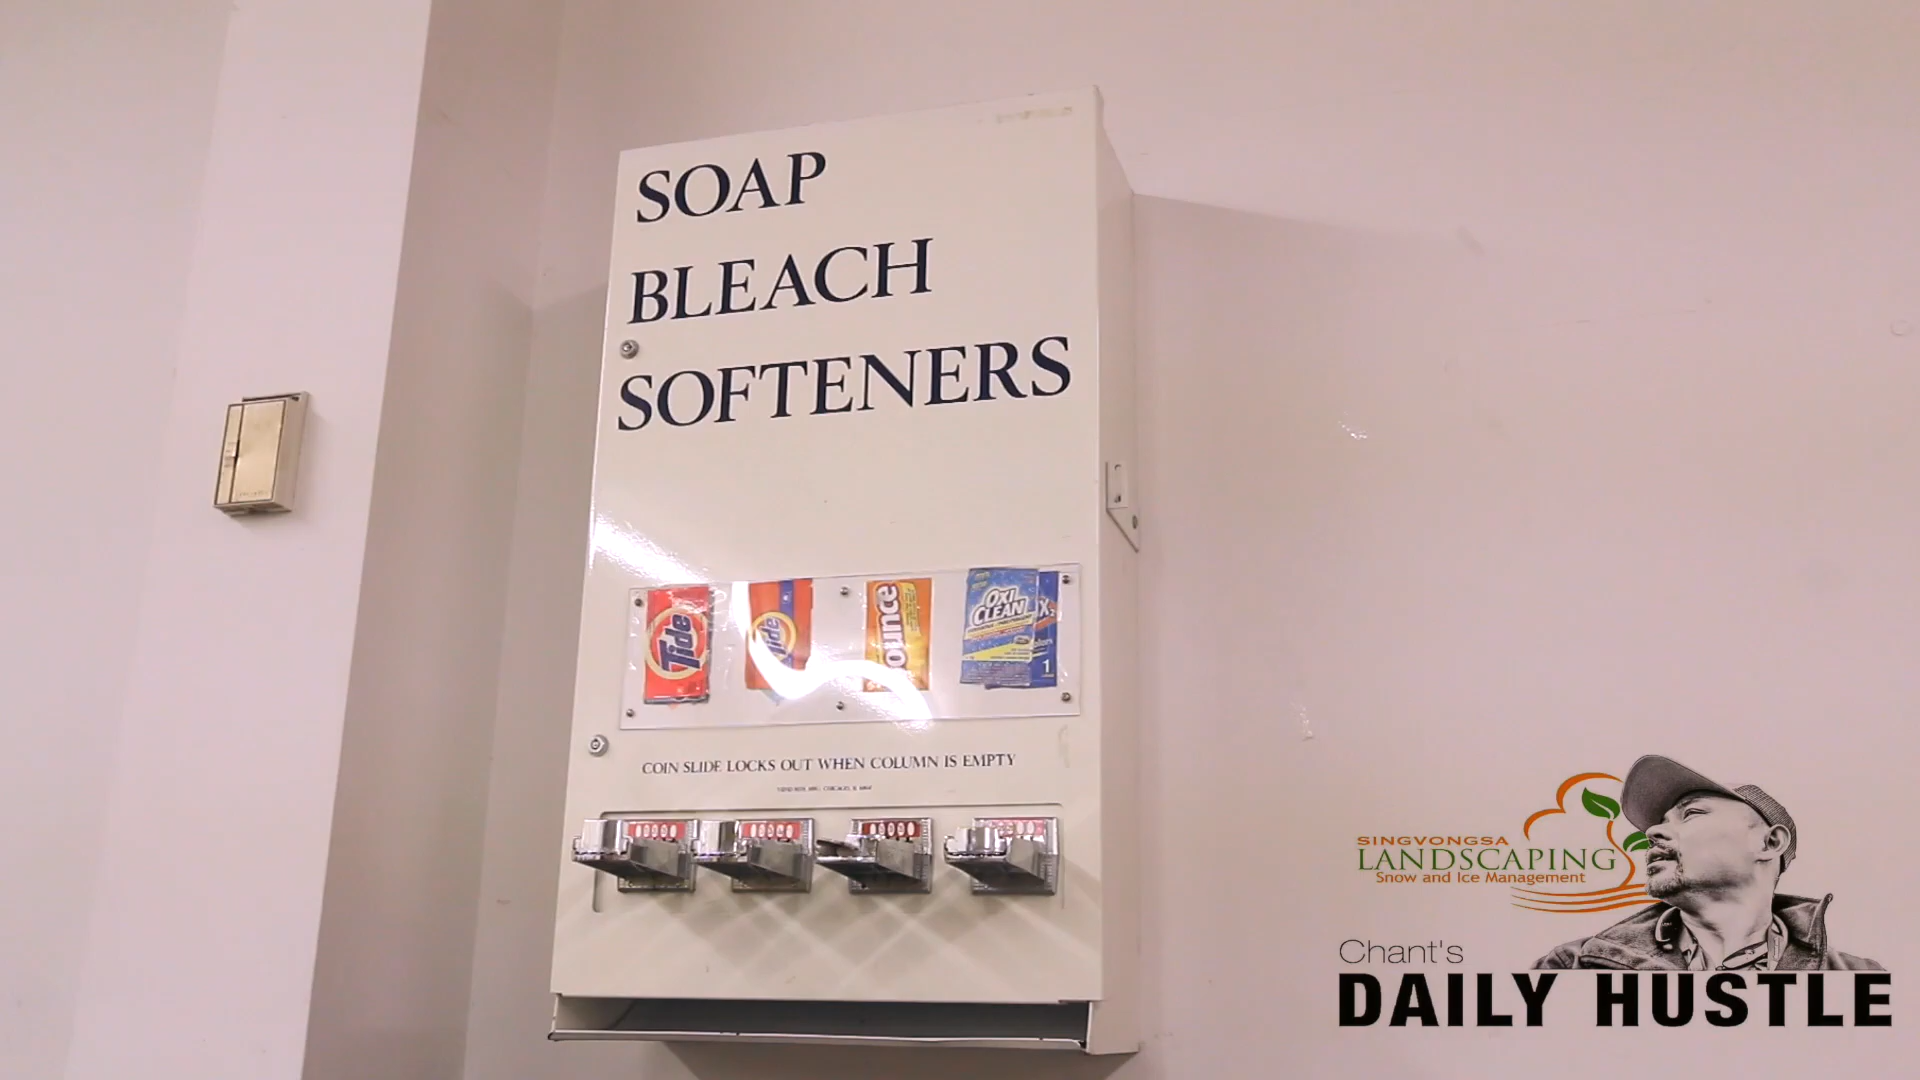 SOAP
BLEACH
SOFTENERS
Tide
Tide
Bounce
OXI
CLEAN
1
COIN SLIDE LOCKS OUT WHEN COLUMN IS EMPTY
SINGVONGSA
LANDSCAPING
Snow and Ice Management
Chant's
DAILY HUSTLE